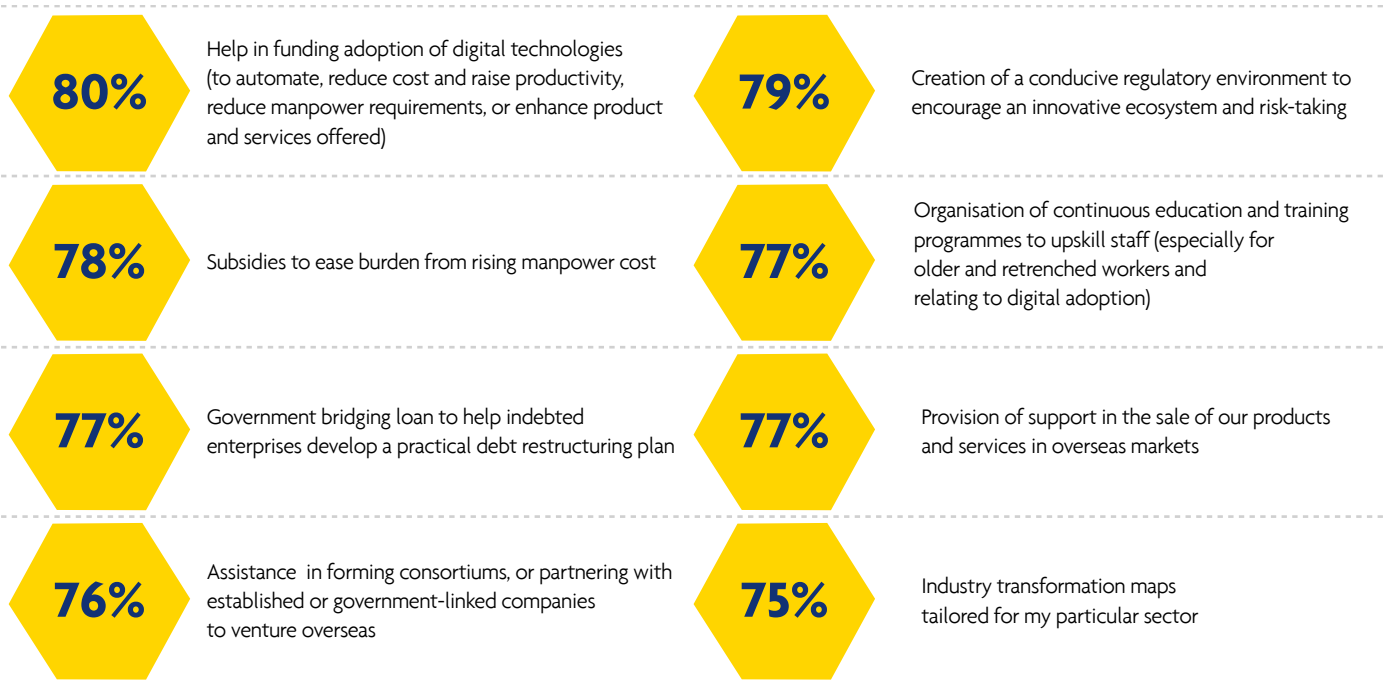 80%
Help in funding adoption of digital technologies
(to automate, reduce cost and raise productivity,
reduce manpower requirements, or enhance product
and services offered)
79%
Creation of a conducive regulatory environment to
encourage an innovative ecosystem and risk-taking
78%
Subsidies to ease burden from rising manpower cost
77%
Organisation of continuous education and training
programmes to upskill staff (especially for
older and retrenched workers and
relating to digital adoption)
77%
Government bridging loan to help indebted
enterprises develop a practical debt restructuring plan
77%
Provision of support in the sale of our products
and services in overseas markets
76%
Assistance in forming consortiums, or partnering with
established or government-linked companies
to venture overseas
75%
Industry transformation maps
tailored for my particular sector